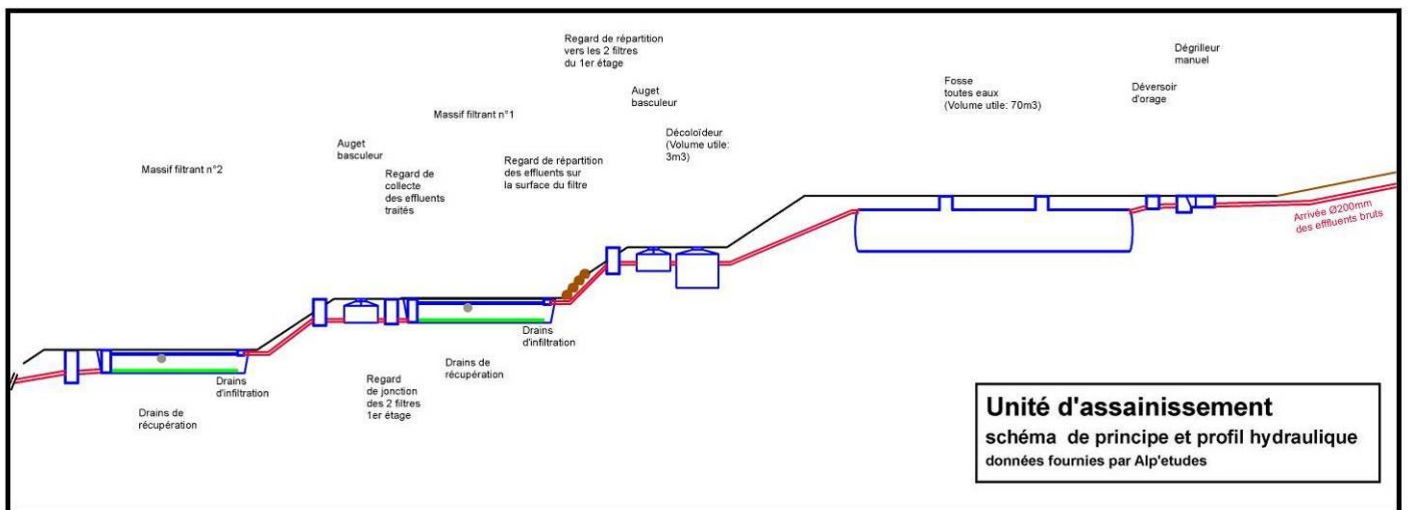 Regard de répartition
vers les 2 filtres
du 1er étage
Dégrilleur
manuel
Auget
basculeur
Fosse
toutes eaux
(Volume utile: 70m3)
Déversoir
d'orage
Massif filtrant n°1
Décoloïdeur
(Volume utile:
3m3)
Auget
basculeur
Massif filtrant n°2
Regard de
collecte
des effluents
traités
Regard de répartition
des effluents sur
la surface du filtre
Arrivée Ø200mm
des efffluents bruts
Drains
d'infiltration
Drains de
récupération
Regard
de jonction
des 2 filtres
1er étage
Drains
d'infiltration
Drains de
récupération
Unité d'assainissement
schéma de principe et profil hydraulique
données fournies par Alp'etudes